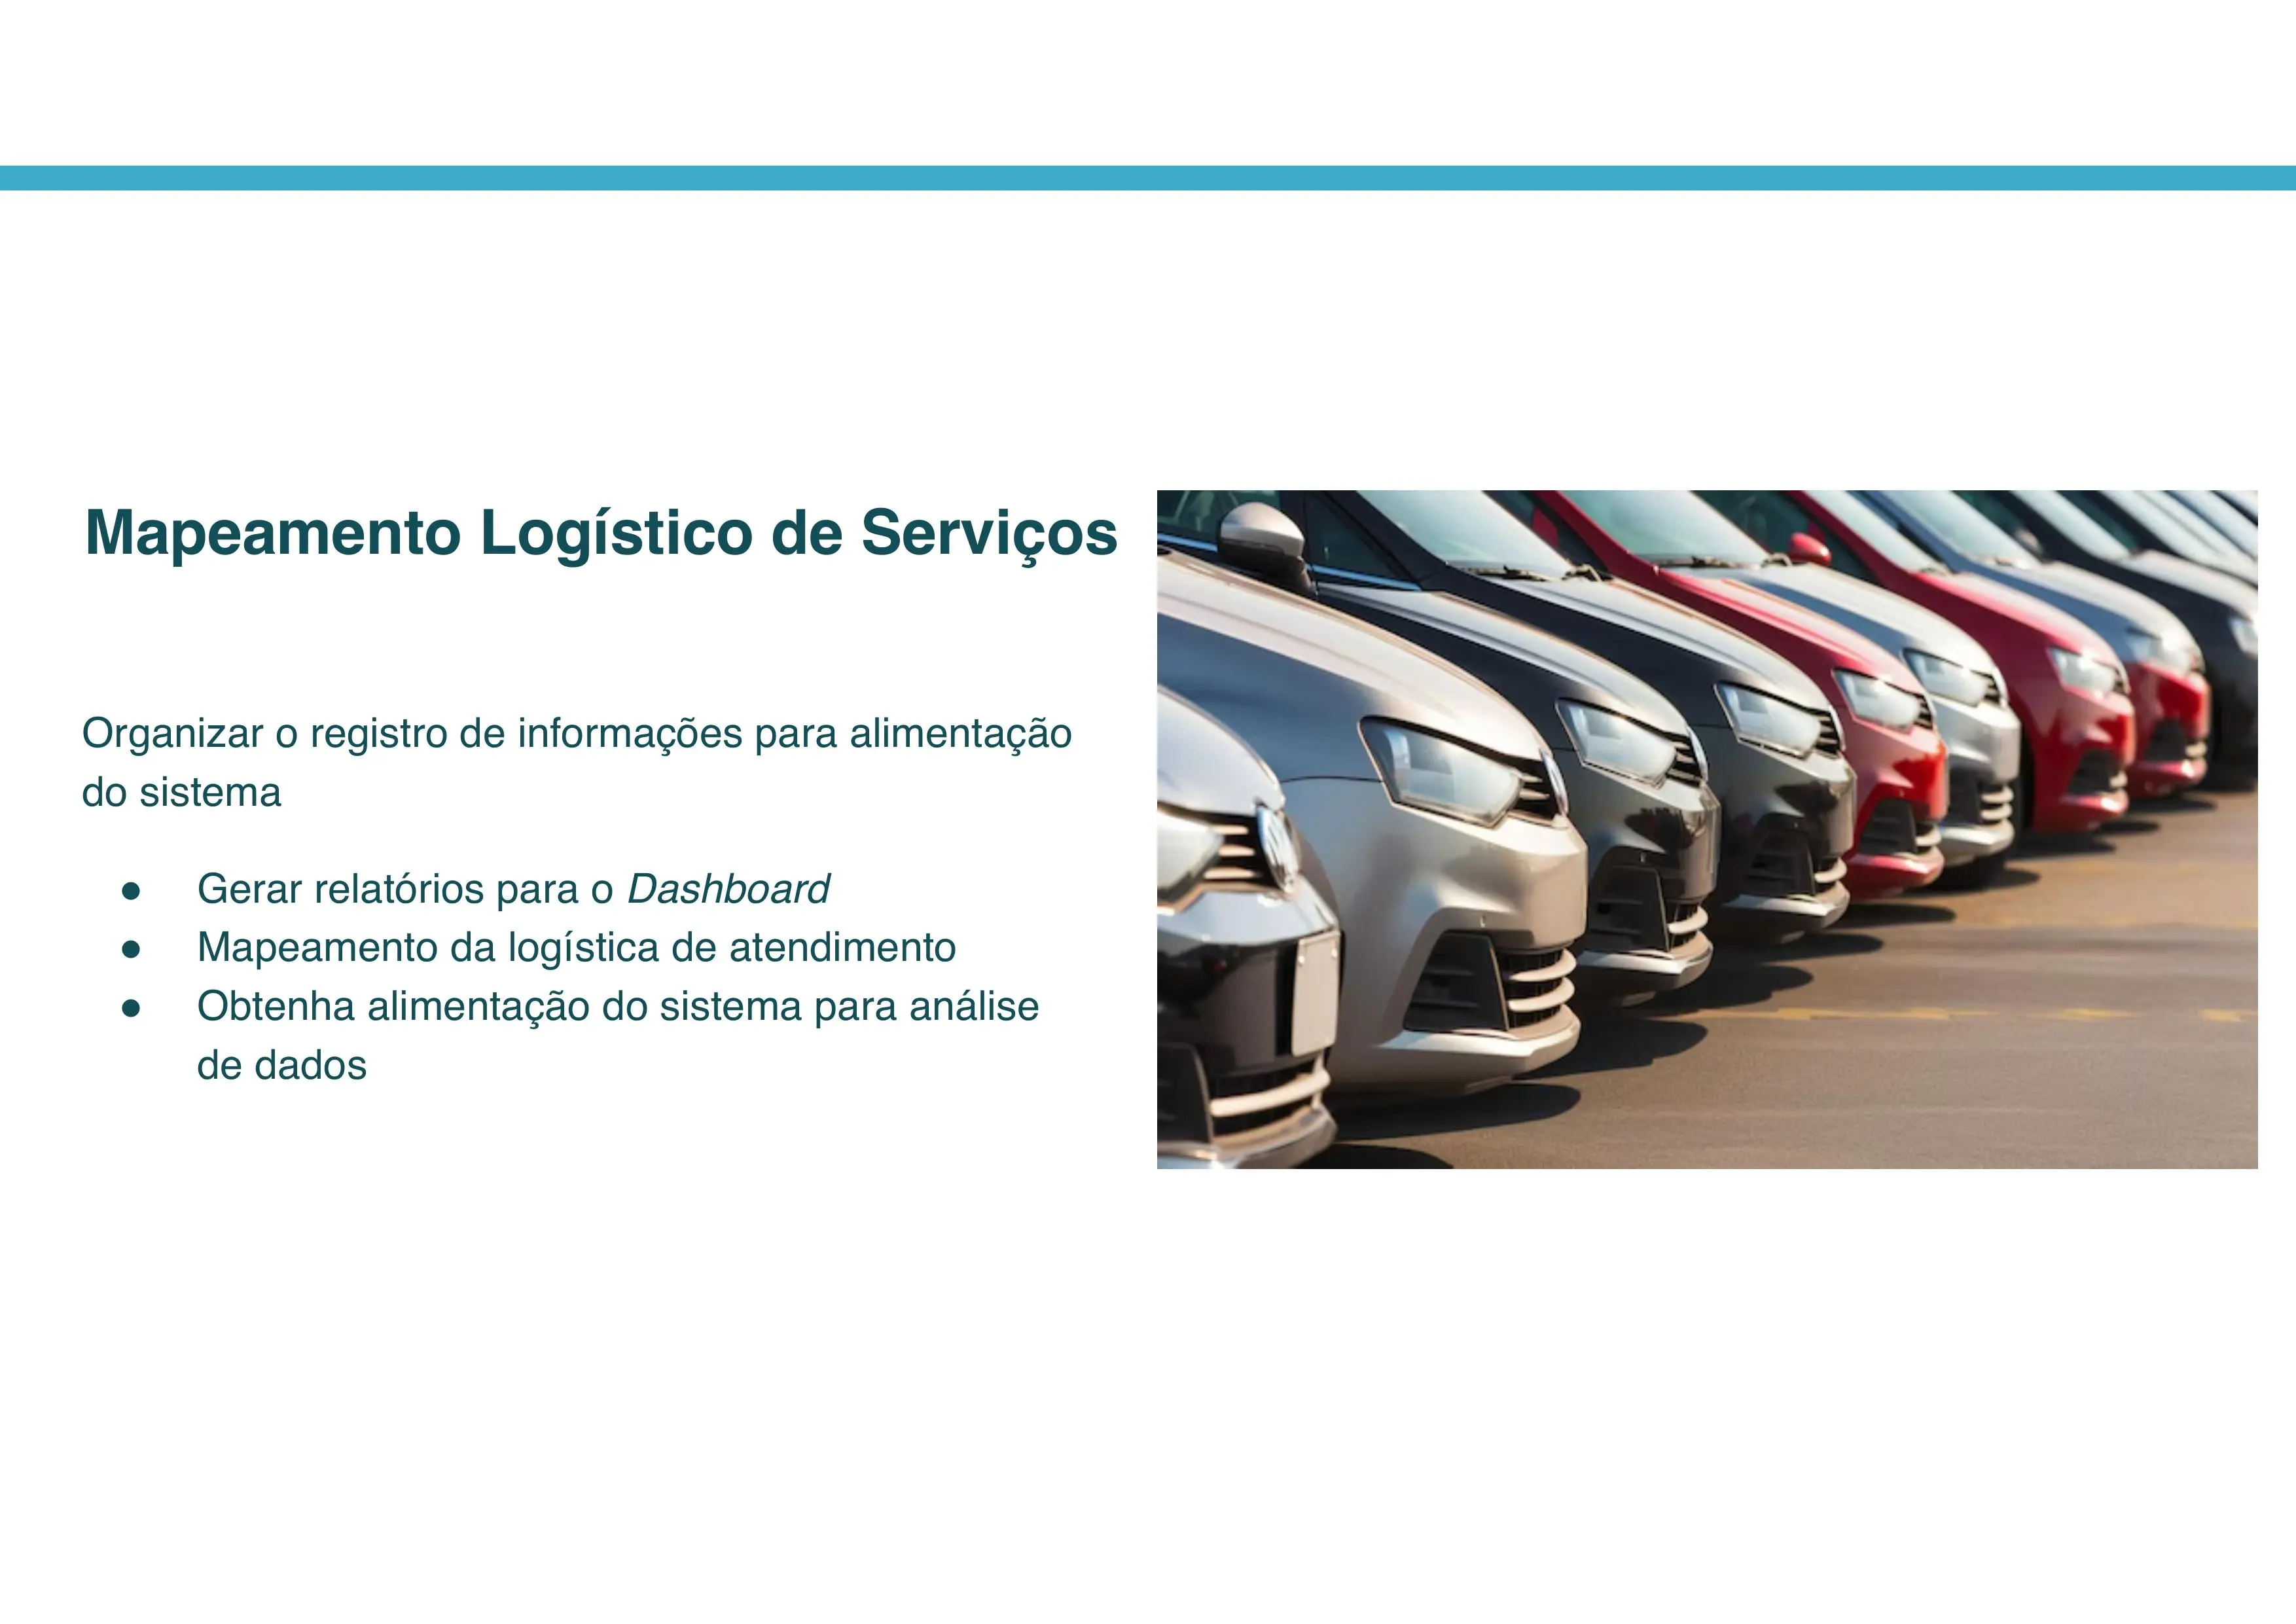 Mapeamento Logístico de Serviços
Organizar o registro de informações para alimentação
do sistema
● Gerar relatórios para o Dashboard
● Mapeamento da logística de atendimento
● Obtenha alimentação do sistema para análise
de dados